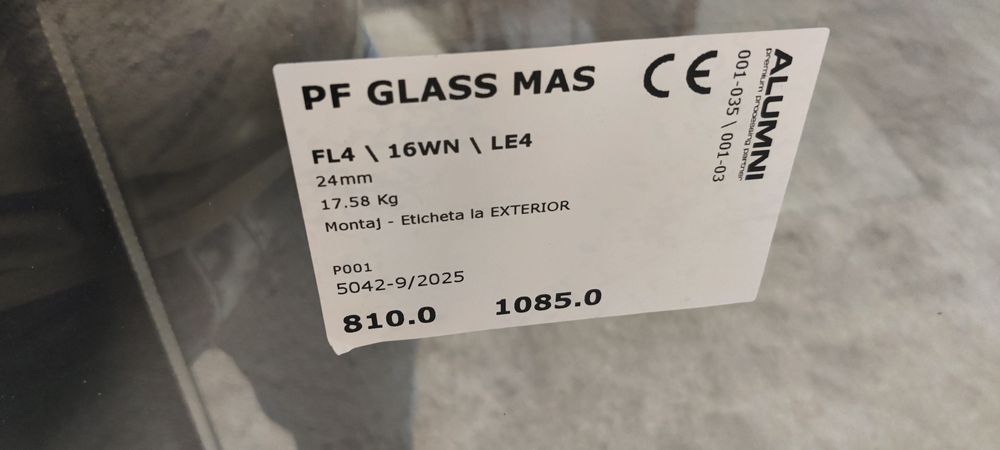 PF GLASS MAS
CE
FL4 \ 16WN \ LE4
24mm
17.58 Kg
Montaj - Eticheta la EXTERIOR
P001
5042-9/2025
810.0 1085.0
ALUMNI
premium processing partner
001-035 \ 001-03